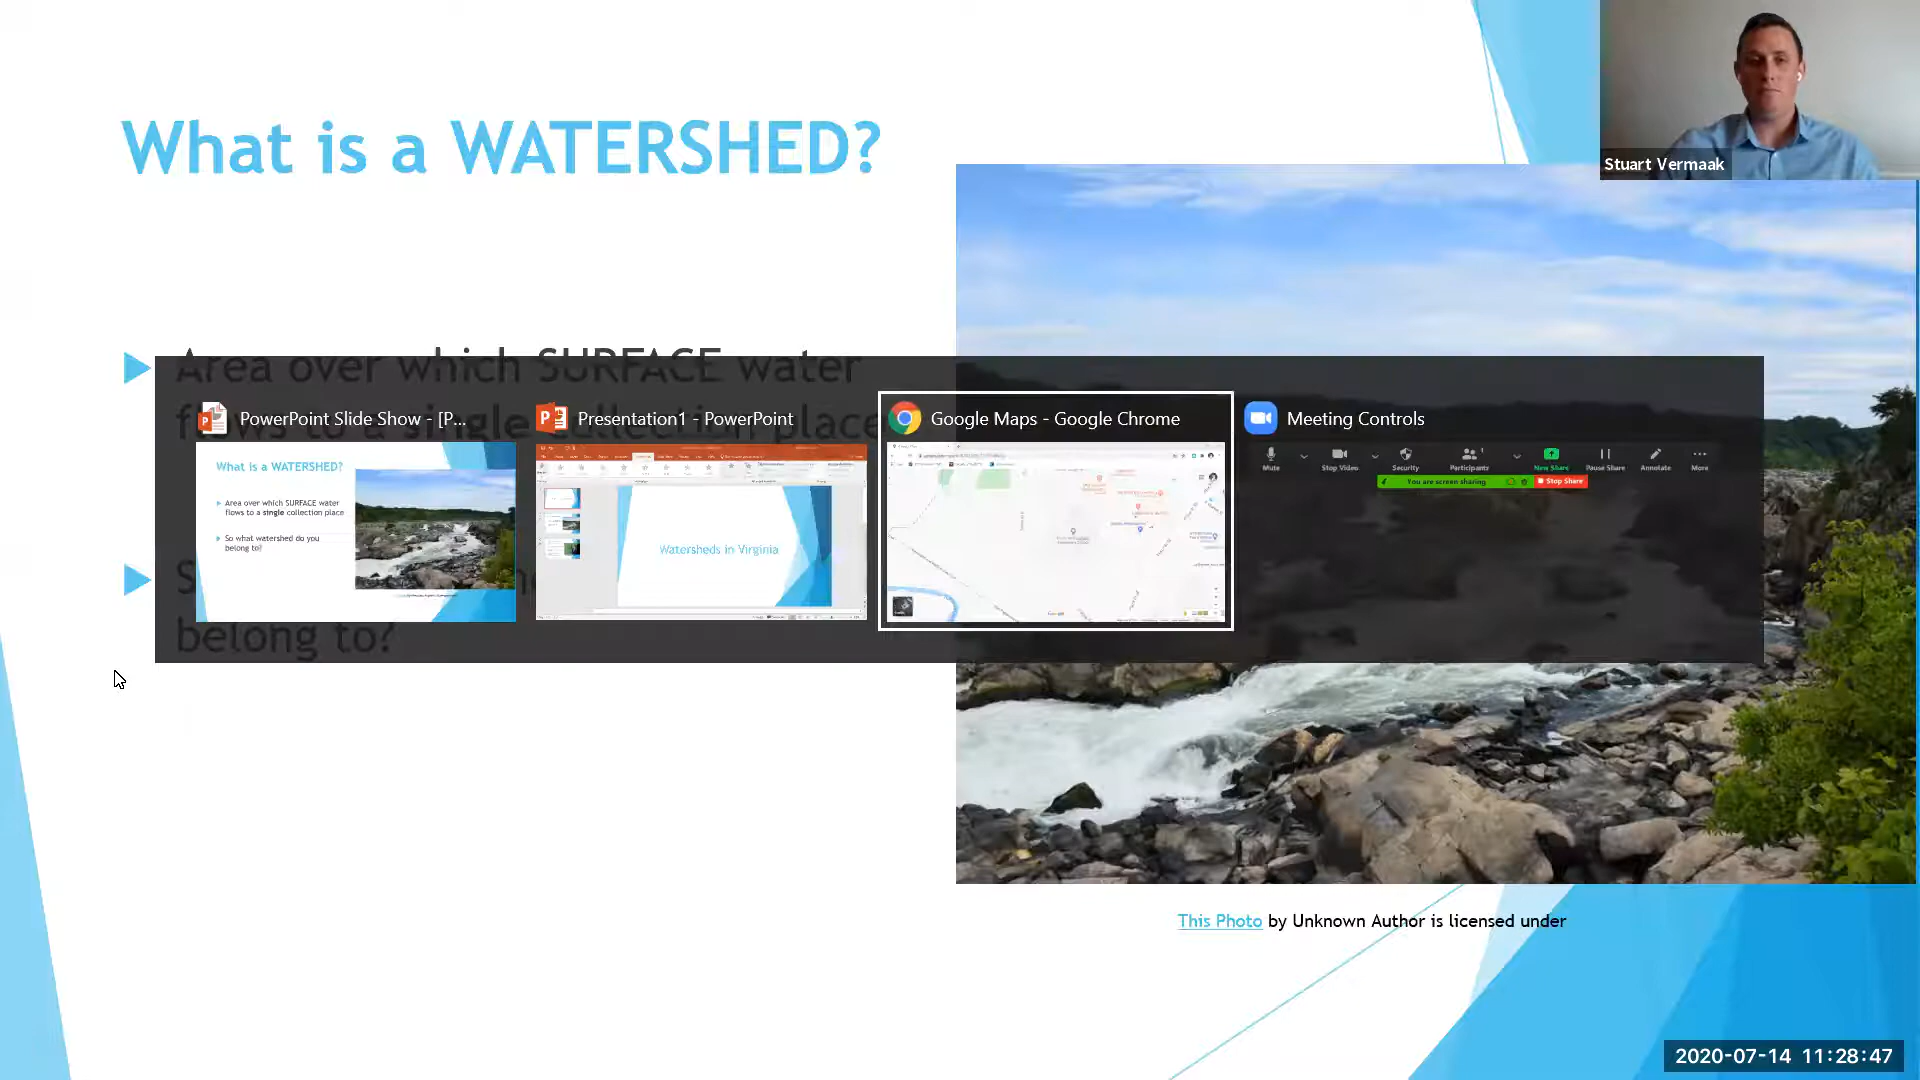 What is a WATERSHED?
Stuart Vermaak
Area over which SURFACE water
flows to a single collection place
belong to?
PowerPoint Slide Show - [P...
Presentation1 - PowerPoint
Google Maps - Google Chrome
Meeting Controls
What is a WATERSHED?
Area over which SURFACE water
flows to a single collection place
So what watershed do you
belong to?
Watersheds in Virginia
Mute
Stop Video
Security
Participants
New Share
Pause Share
Annotate
More
You are screen sharing
Stop Share
This Photo by Unknown Author is licensed under
2020-07-14 11:28:47